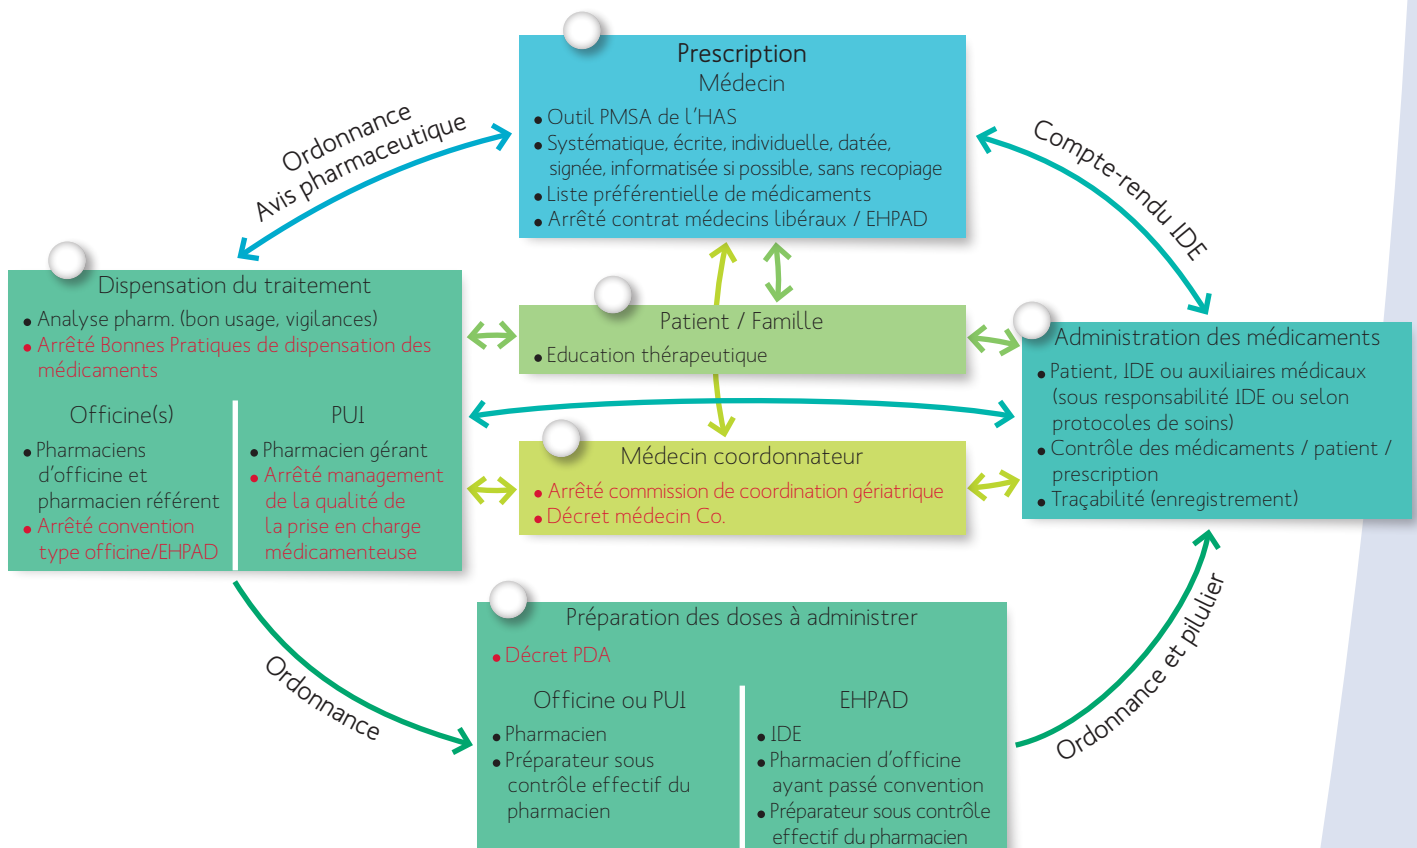 Prescription
Médecin
• Outil PMSA de l'HAS
• Systématique, écrite, individuelle, datée,
signée, informatisée si possible, sans recopiage
• Liste préférentielle de médicaments
• Arrêté contrat médecins libéraux / EHPAD
Ordonnance
Avis pharmaceutique
Compte-rendu IDE
Dispensation du traitement
• Analyse pharm. (bon usage, vigilances)
• Arrêté Bonnes Pratiques de dispensation des
médicaments
Officine(s)
• Pharmaciens
d'officine et
pharmacien référent
• Arrêté convention
type officine/EHPAD
PUI
• Pharmacien gérant
• Arrêté management
de la qualité de
la prise en charge
médicamenteuse
Patient / Famille
• Education thérapeutique
Médecin coordonnateur
• Arrêté commission de coordination gériatrique
• Décret médecin Co.
Administration des médicaments
• Patient, IDE ou auxiliaires médicaux
(sous responsabilité IDE ou selon
protocoles de soins)
• Contrôle des médicaments / patient /
prescription
• Traçabilité (enregistrement)
Ordonnance
Préparation des doses à administrer
• Décret PDA
Officine ou PUI
• Pharmacien
• Préparateur sous
contrôle effectif du
pharmacien
EHPAD
• IDE
• Pharmacien d'officine
ayant passé convention
• Préparateur sous contrôle
effectif du pharmacien
Ordonnance et pilulier